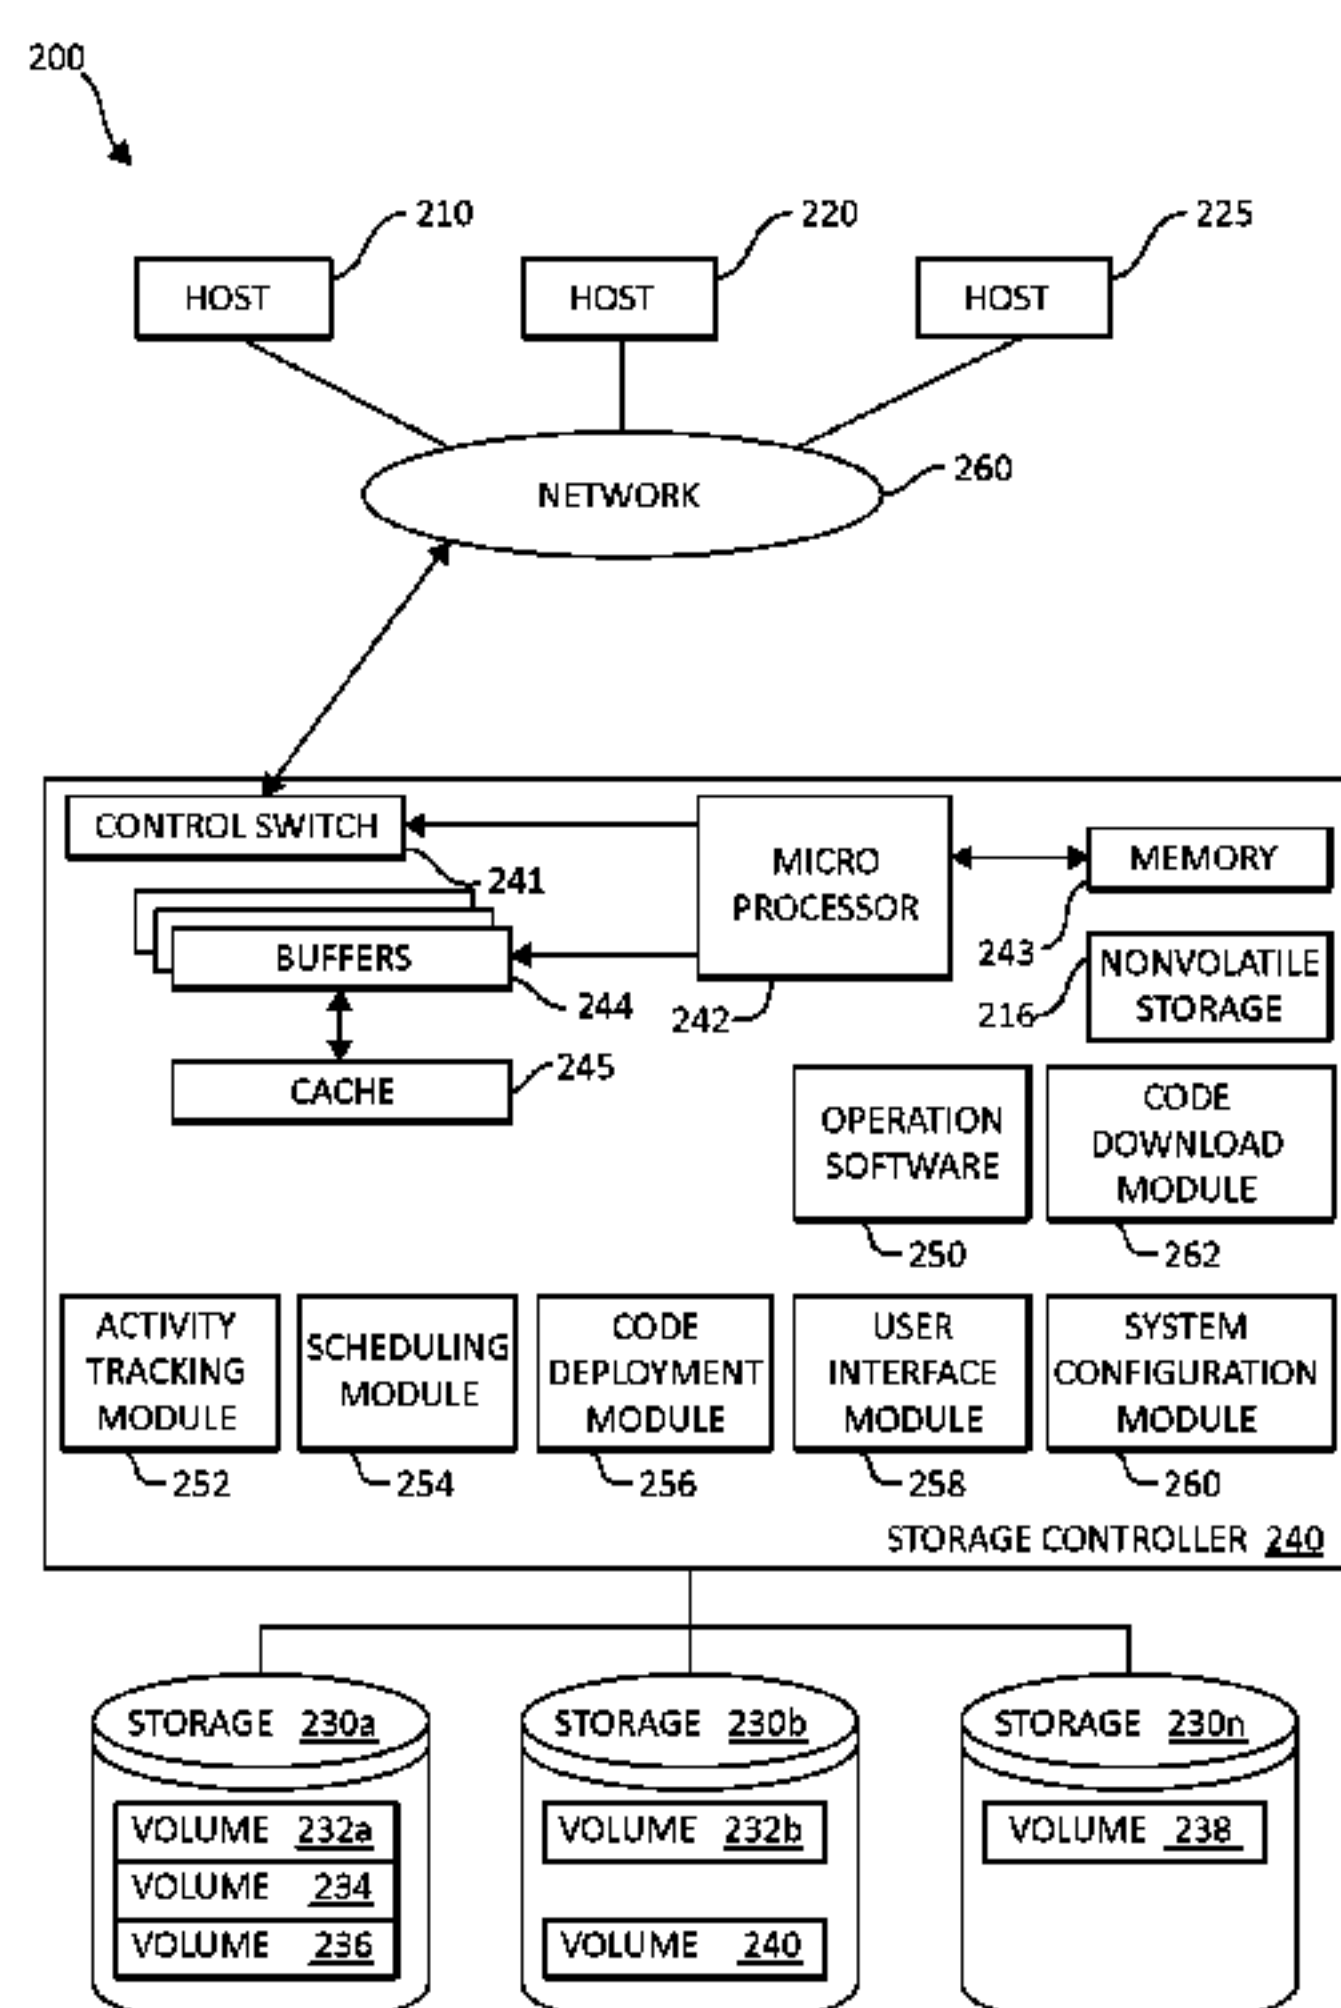 200
210
220
225
HOST
HOST
HOST
NETWORK
260
CONTROL SWITCH
241
MICRO
PROCESSOR
242
MEMORY
243
BUFFERS
244
NONVOLATILE
STORAGE
216
CACHE
245
OPERATION
SOFTWARE
250
CODE
DOWNLOAD
MODULE
262
ACTIVITY
TRACKING
MODULE
252
SCHEDULING
MODULE
254
CODE
DEPLOYMENT
MODULE
256
USER
INTERFACE
MODULE
258
SYSTEM
CONFIGURATION
MODULE
260
STORAGE CONTROLLER 240
STORAGE 230a
VOLUME 232a
VOLUME 234
VOLUME 236
STORAGE 230b
VOLUME 232b
VOLUME 240
STORAGE 230n
VOLUME 238